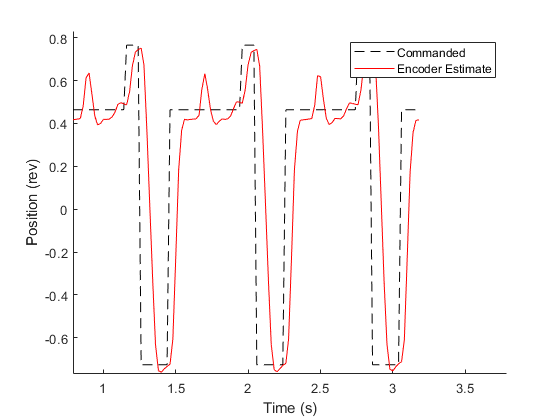 0.8
0.6
0.4
0.2
0
-0.2
-0.4
-0.6
Position (rev)
Commanded
Encoder Estimate
1 1.5 2 2.5 3 3.5
Time (s)